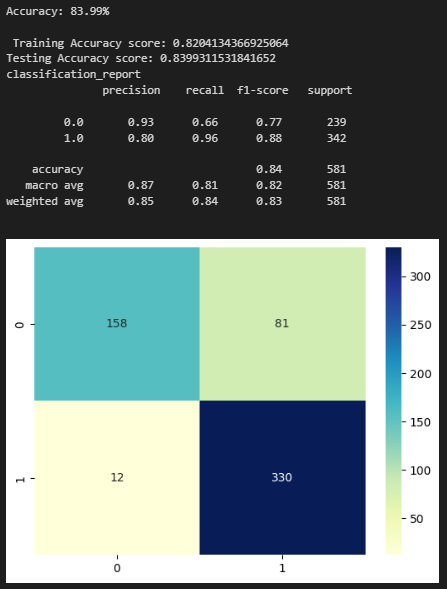 Accuracy: 83.99%
Training Accuracy score: 0.8204134366925064
Testing Accuracy score: 0.8399311531841652
classification_report
precision recall f1-score support
0.0 0.93 0.66 0.77 239
1.0 0.80 0.96 0.88 342
accuracy 0.84 581
macro avg 0.87 0.81 0.82 581
weighted avg 0.85 0.84 0.83 581
300
0 158 81
250
200
150
1 12 330
100
50
0 1